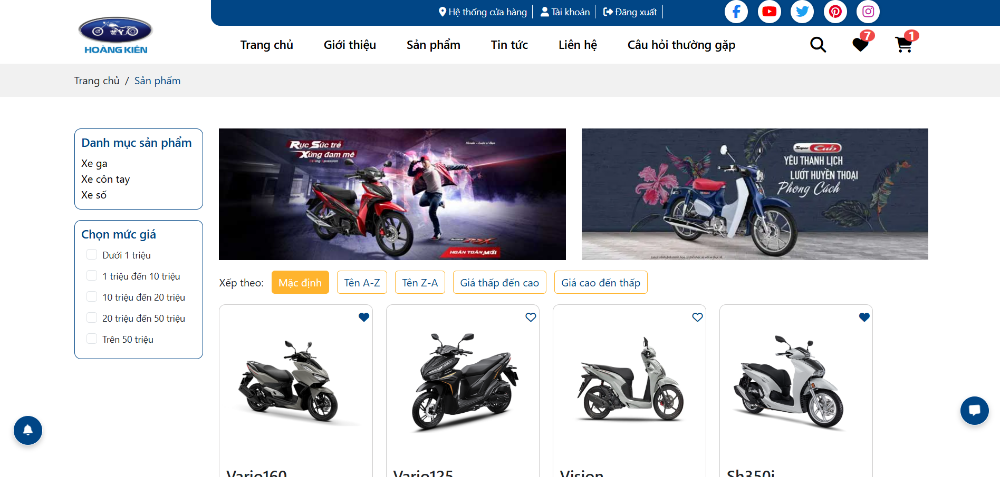 Hệ thống cửa hàng
Tài khoản
Đăng xuất
HOÀNG KIÊN
Trang chủ
Giới thiệu
Sản phẩm
Tin tức
Liên hệ
Câu hỏi thường gặp
7
1
Trang chủ / Sản phẩm
Danh mục sản phẩm
Xe ga
Xe côn tay
Xe số
Chọn mức giá
Dưới 1 triệu
1 triệu đến 10 triệu
10 triệu đến 20 triệu
20 triệu đến 50 triệu
Trên 50 triệu
Rực Sức trẻ
Xứng đam mê
HOÀN TOÀN MỚI
Super Cub
YÊU THANH LỊCH
LƯỚT HUYỀN THOẠI
Phong Cách
Xếp theo:
Mặc định
Tên A-Z
Tên Z-A
Giá thấp đến cao
Giá cao đến thấp
Vario160
Vario125
Vision
Sh350i